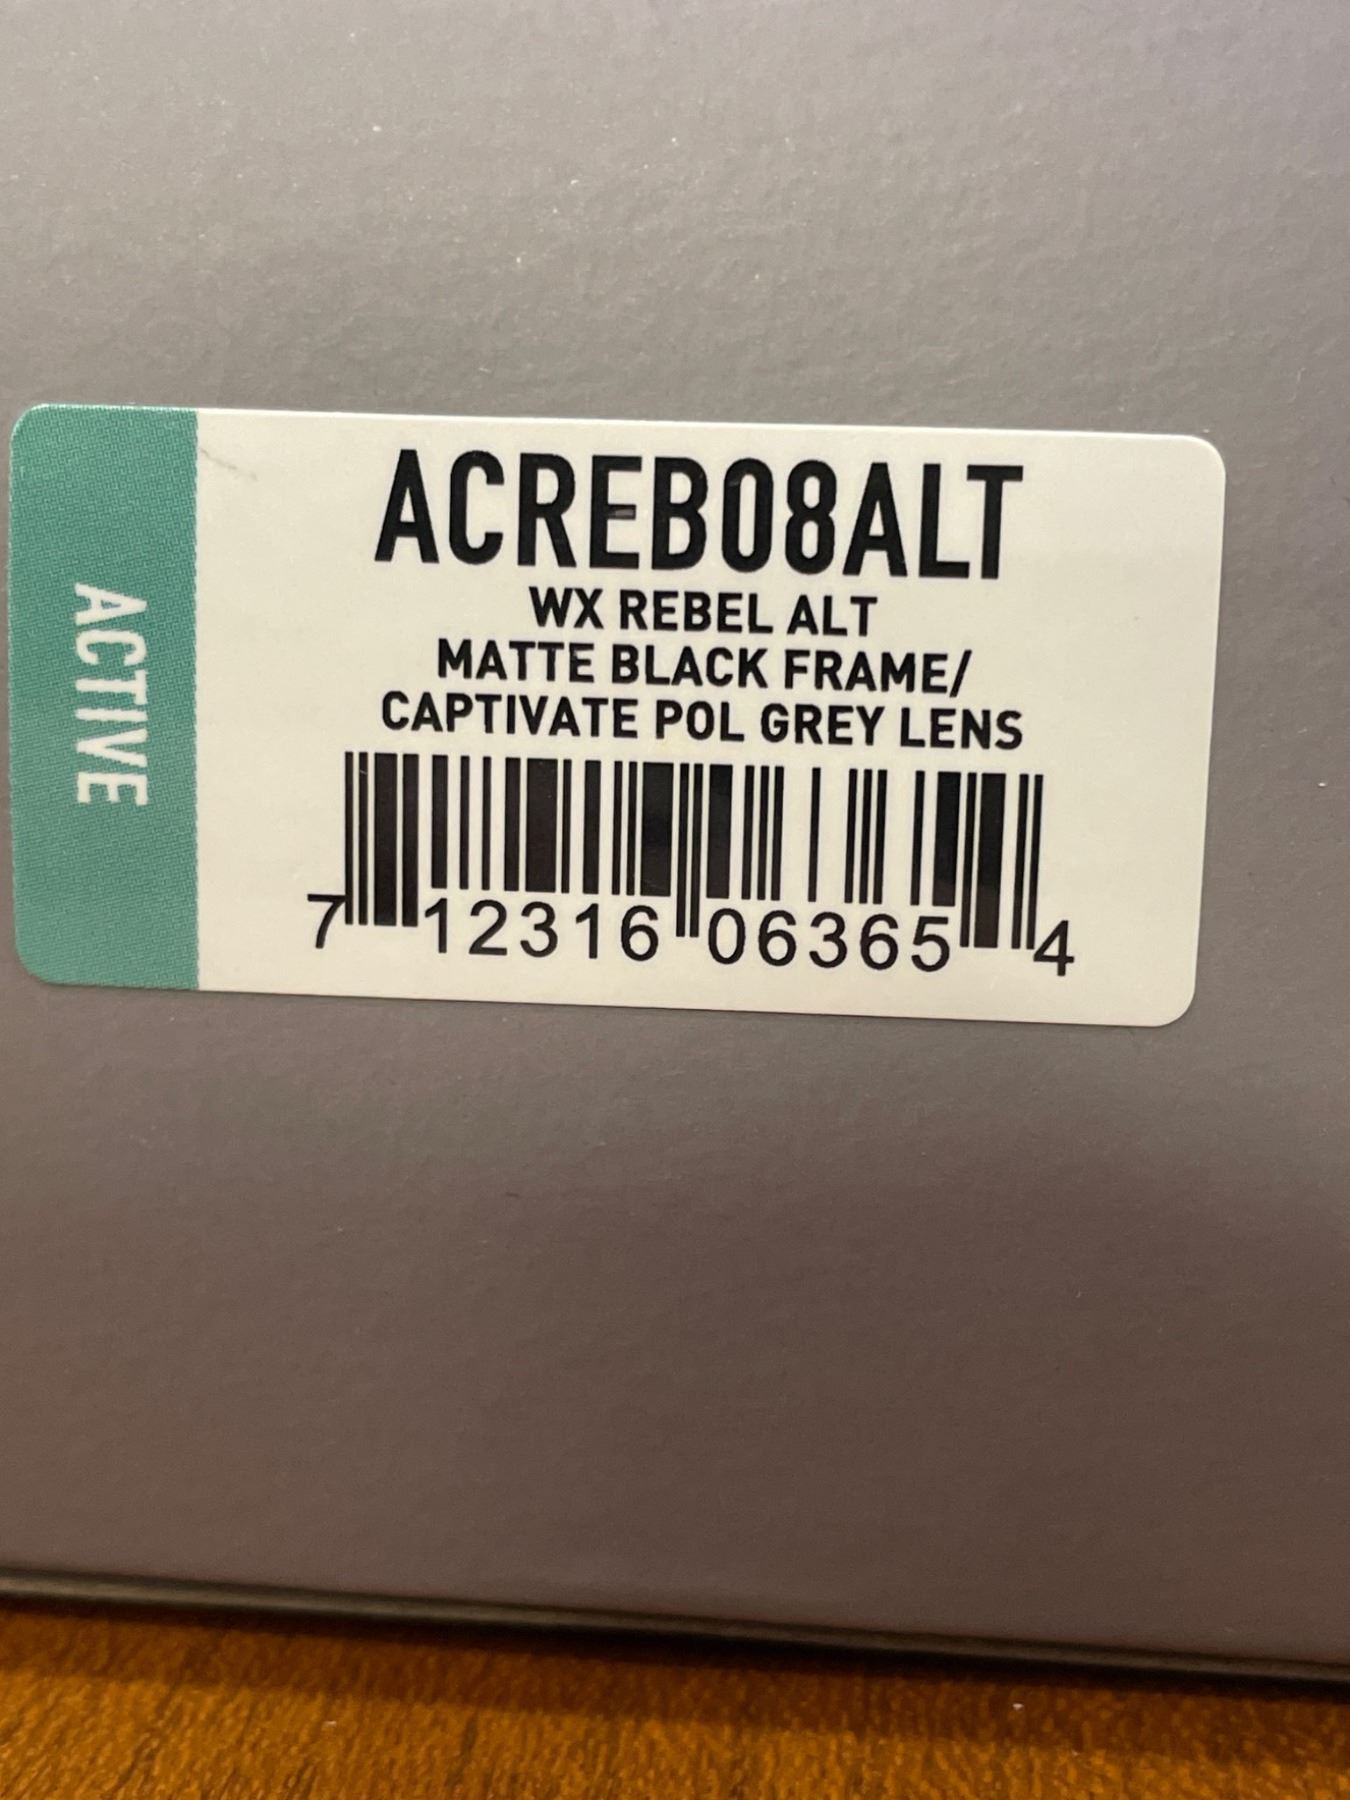 ACTIVE
ACREB08ALT
WX REBEL ALT
MATTE BLACK FRAME/
CAPTIVATE POL GREY LENS
7 12316 06365 4